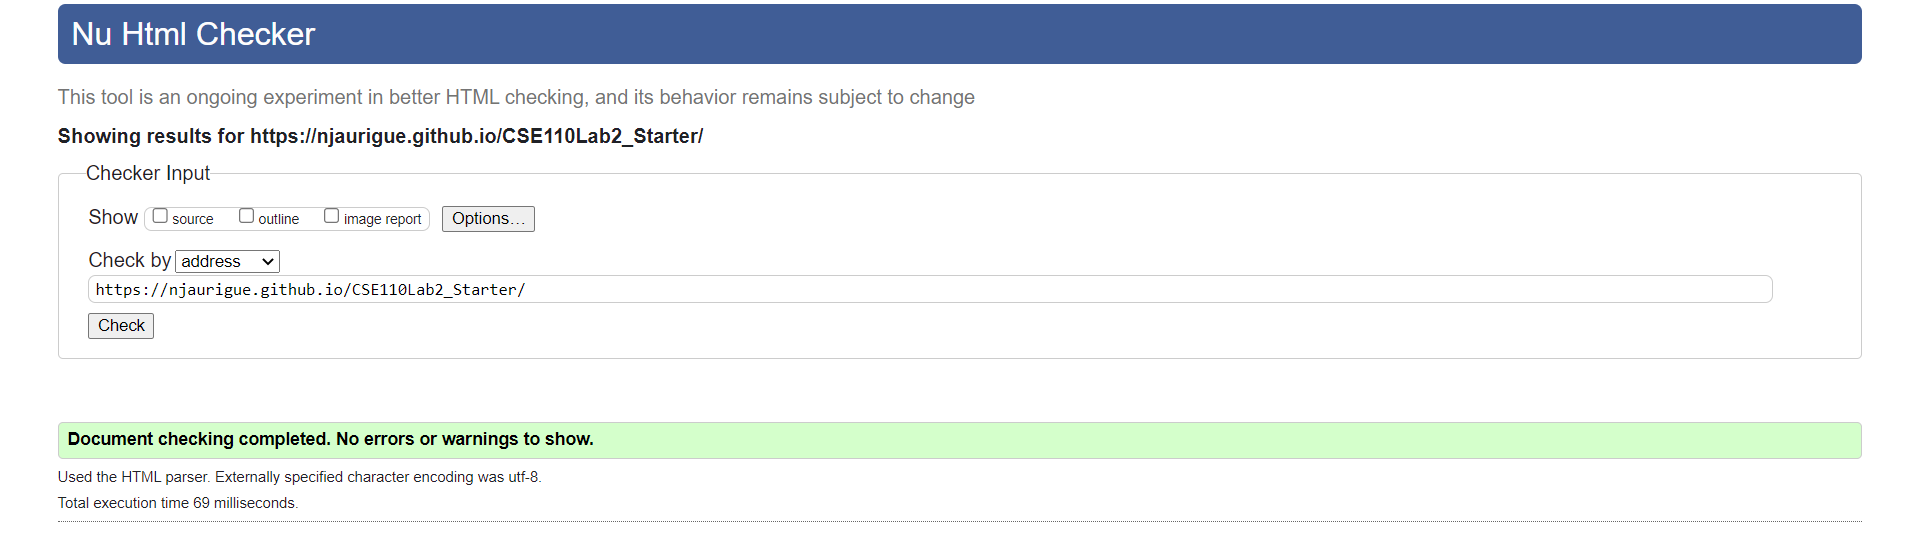 Nu Html Checker
This tool is an ongoing experiment in better HTML checking, and its behavior remains subject to change
Showing results for https://njaurigue.github.io/CSE110Lab2_Starter/
Checker Input
Show source outline image report Options...
Check by address
https://njaurigue.github.io/CSE110Lab2_Starter/
Check
Document checking completed. No errors or warnings to show.
Used the HTML parser. Externally specified character encoding was utf-8.
Total execution time 69 milliseconds.